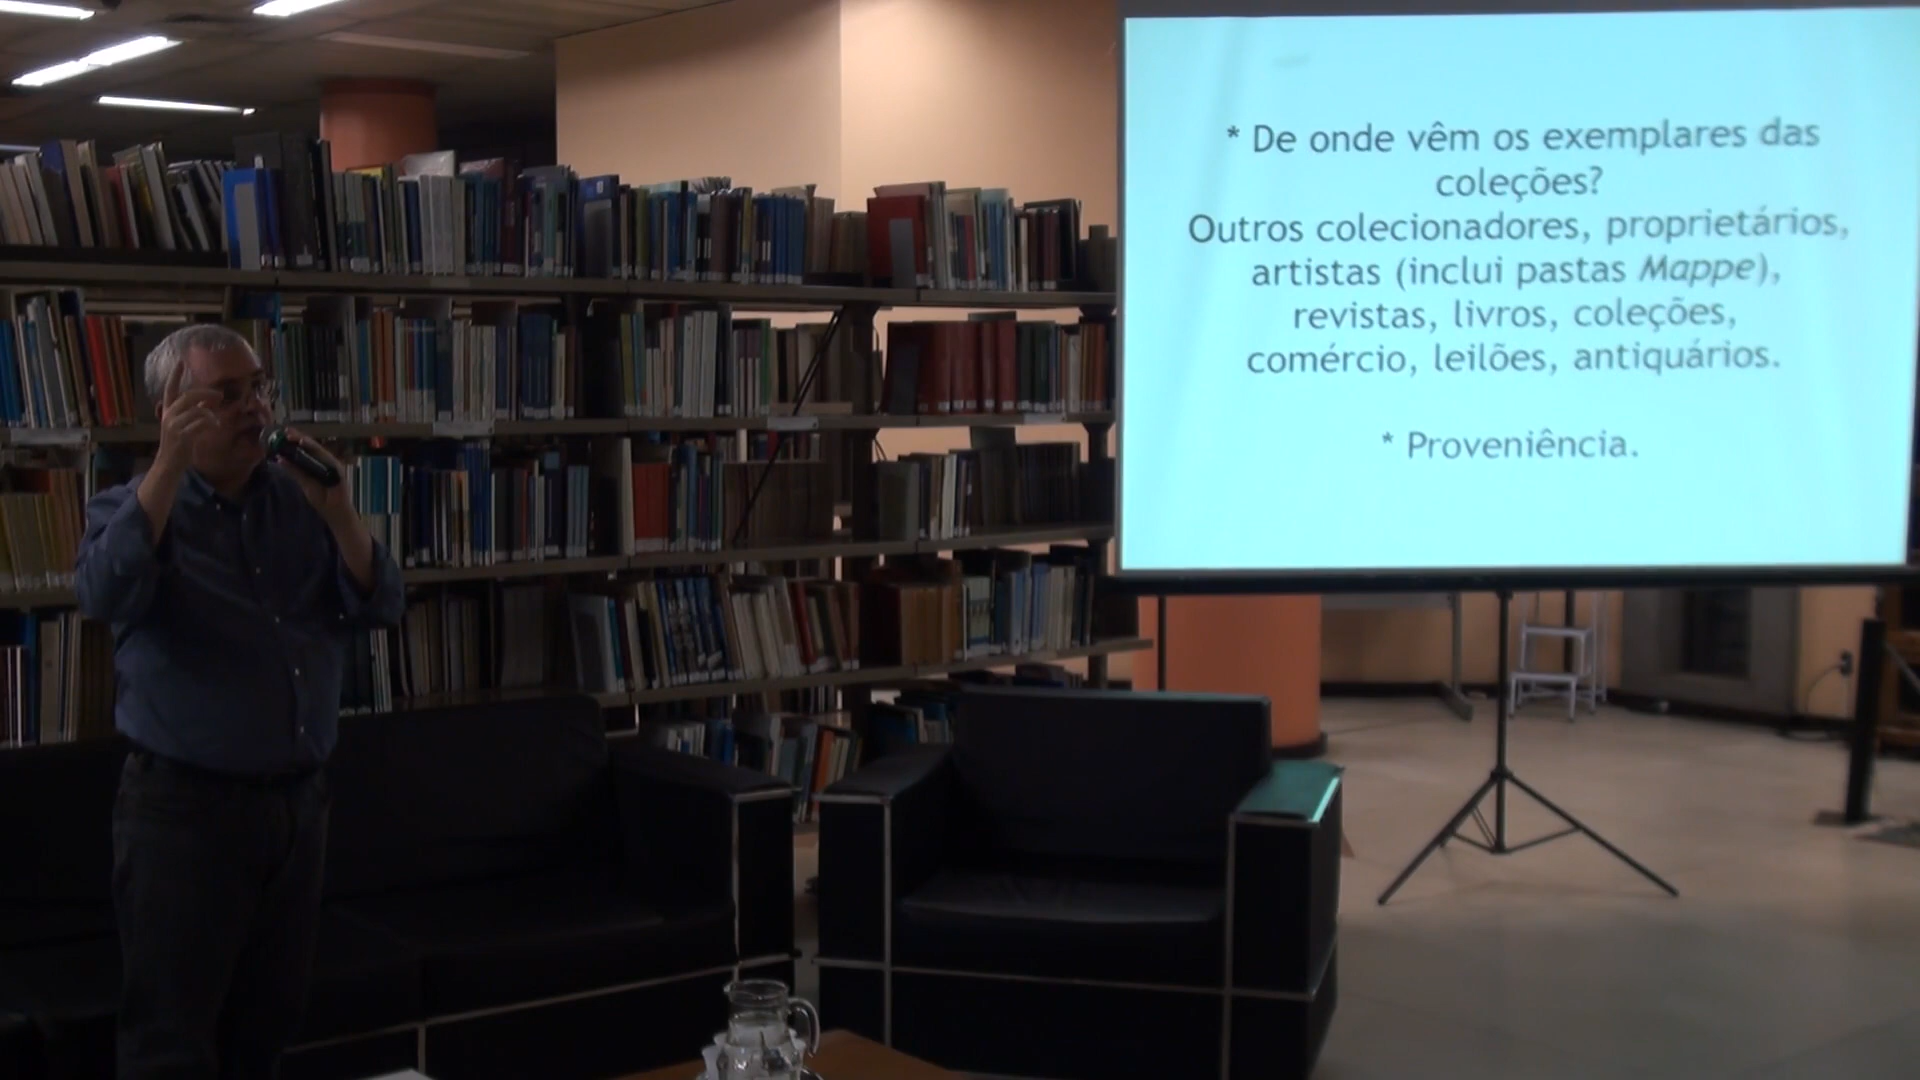 * De onde vêm os exemplares das
coleções?
Outros colecionadores, proprietários,
artistas (inclui pastas Mappe),
revistas, livros, coleções,
comércio, leilões, antiquários.
* Proveniência.